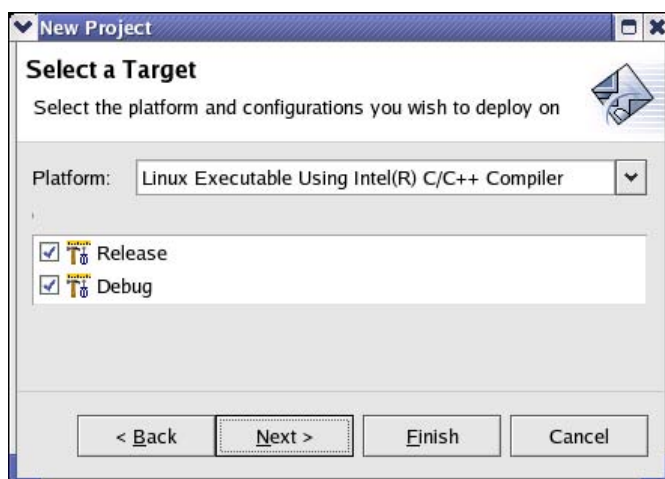 New Project
Select a Target
Select the platform and configurations you wish to deploy on
Platform: Linux Executable Using Intel(R) C/C++ Compiler
Release
Debug
< Back Next > Finish Cancel